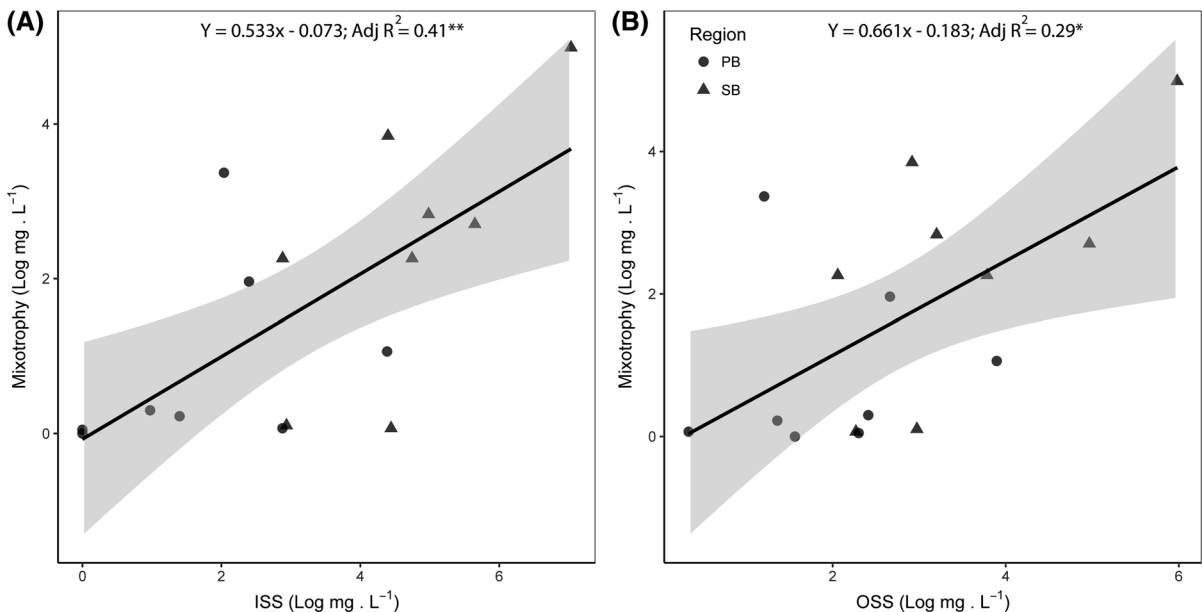 (A)
Y = 0.533x - 0.073; Adj R²= 0.41**
Mixotrophy (Log mg . L⁻¹)
4
2
0
0 2 4 6
ISS (Log mg . L⁻¹)
(B)
Y = 0.661x - 0.183; Adj R²= 0.29*
Region
PB
SB
Mixotrophy (Log mg . L⁻¹)
4
2
0
2 4 6
OSS (Log mg . L⁻¹)